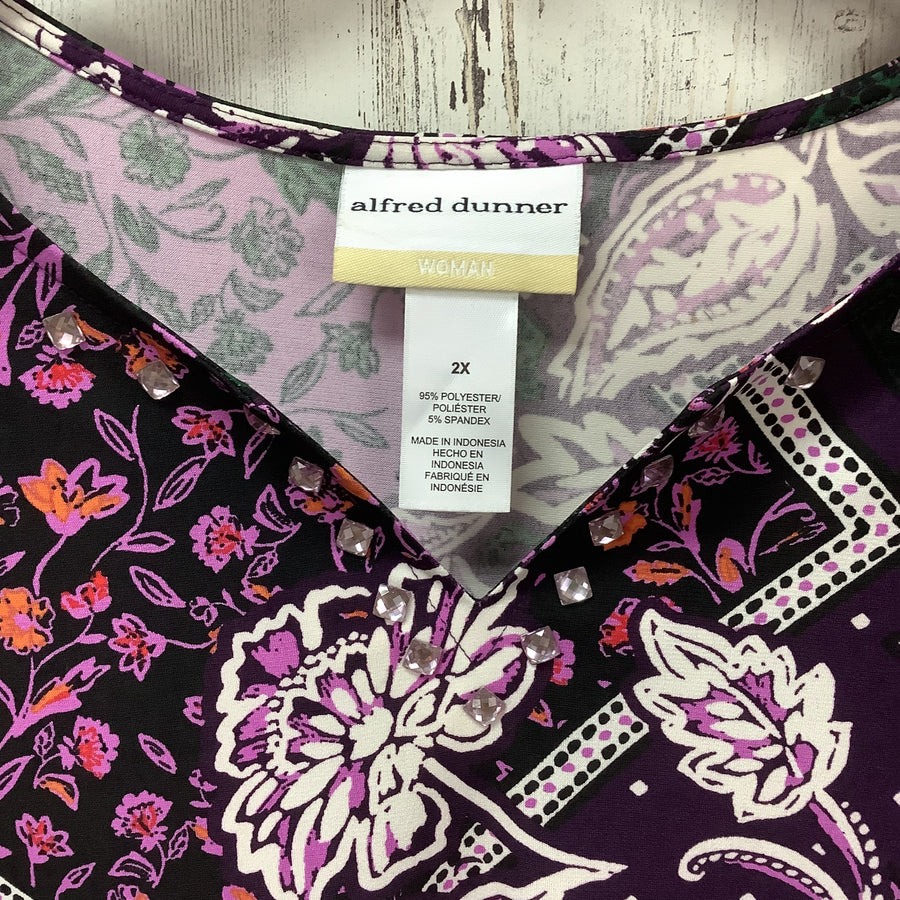 alfred dunner
WOMAN
2X
95% POLYESTER/
POLIÉSTER
5% SPANDEX
MADE IN INDONESIA
HECHO EN
INDONESIA
FABRIQUÉ EN
INDONÉSIE